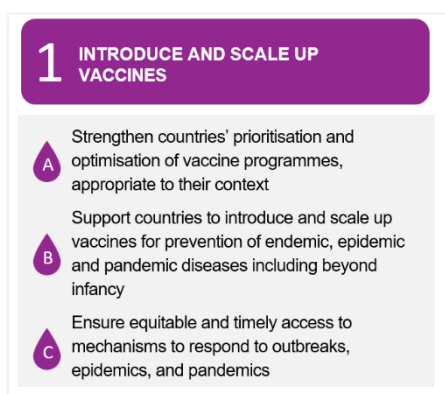 1 INTRODUCE AND SCALE UP
VACCINES
A Strengthen countries' prioritisation and
optimisation of vaccine programmes,
appropriate to their context
B Support countries to introduce and scale up
vaccines for prevention of endemic, epidemic
and pandemic diseases including beyond
infancy
C Ensure equitable and timely access to
mechanisms to respond to outbreaks,
epidemics, and pandemics